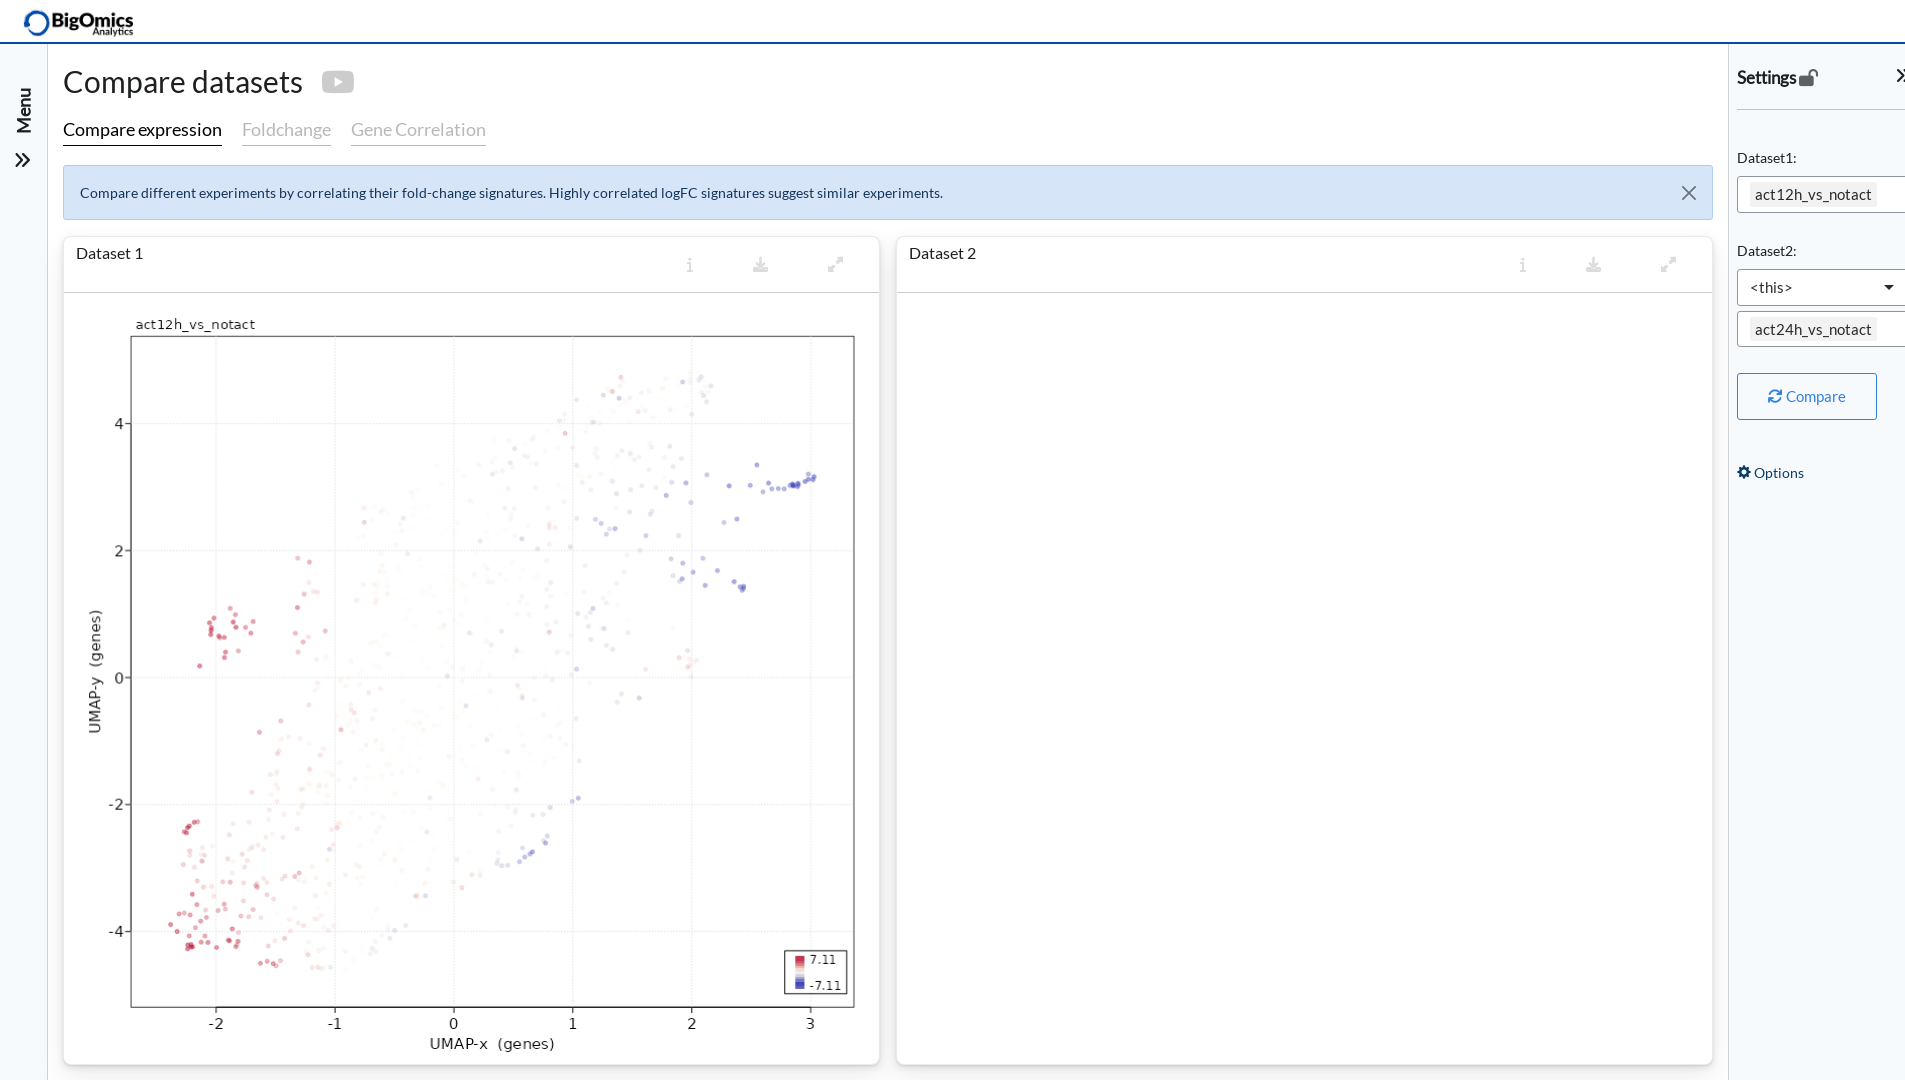 BigOmics
Analytics
Menu
Compare datasets
Compare expression
Foldchange
Gene Correlation
Compare different experiments by correlating their fold-change signatures. Highly correlated logFC signatures suggest similar experiments.
Dataset 1
act12h_vs_notact
UMAP-y (genes)
4
2
0
-2
-4
7.11
-7.11
-2
-1
0
1
2
3
UMAP-x (genes)
Dataset 2
Settings
Dataset1:
act12h_vs_notact
Dataset2:
<this>
act24h_vs_notact
Compare
Options